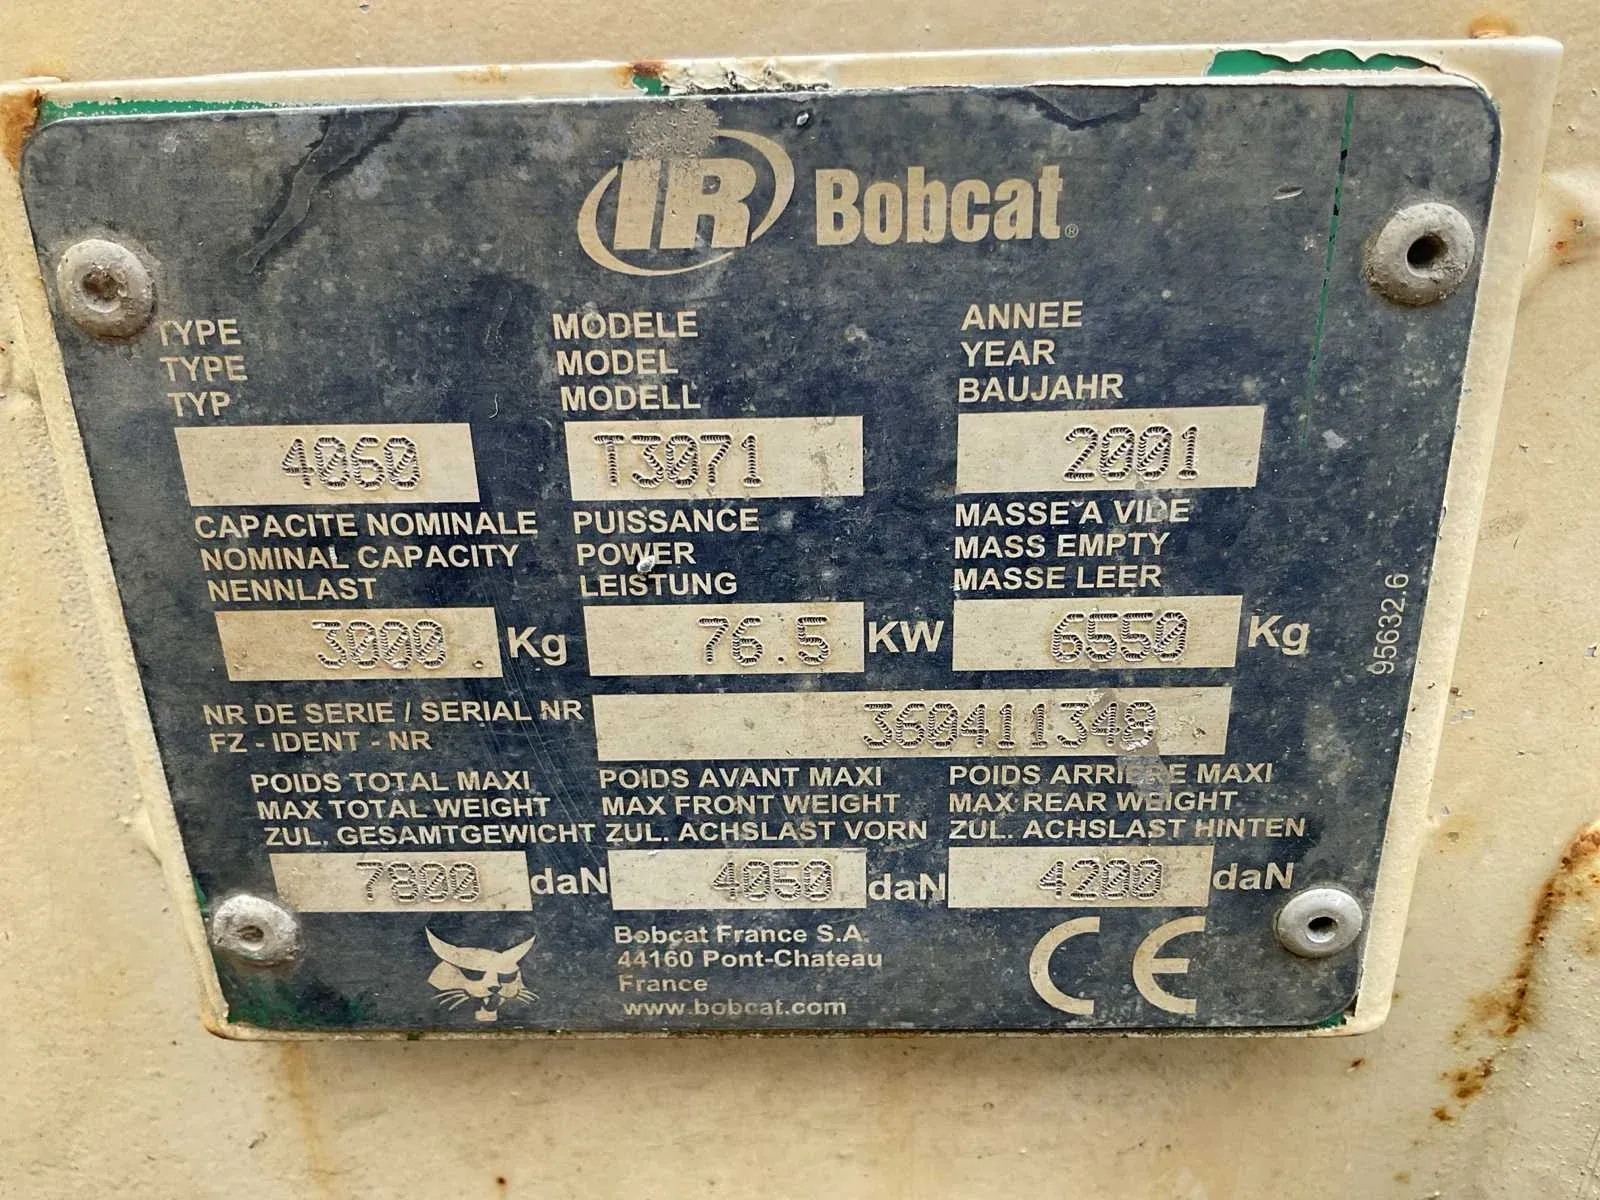 IR Bobcat®
TYPE MODELE ANNEE
TYPE MODEL YEAR
TYP MODELL BAUJAHR
4060 T3071 2001
CAPACITE NOMINALE PUISSANCE MASSE A VIDE
NOMINAL CAPACITY POWER MASS EMPTY
NENNLAST LEISTUNG MASSE LEER
3000 Kg 76.5 KW 6550 Kg
NR DE SERIE / SERIAL NR 360411348
FZ - IDENT - NR
POIDS TOTAL MAXI POIDS AVANT MAXI POIDS ARRIERE MAXI
MAX TOTAL WEIGHT MAX FRONT WEIGHT MAX REAR WEIGHT
ZUL. GESAMTGEWICHT ZUL. ACHSLAST VORN ZUL. ACHSLAST HINTEN
7800 daN 4050 daN 4200 daN
Bobcat France S.A.
44160 Pont-Chateau
France
www.bobcat.com
CE
95632.6